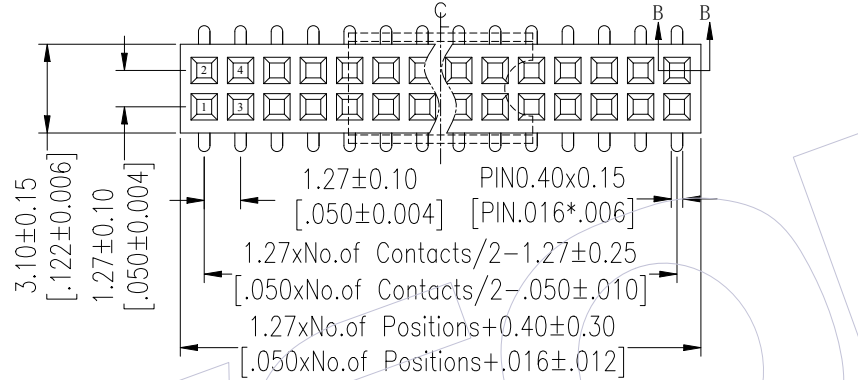 C
B B
2 4
1 3
3.10±0.15
[.122±0.006]
1.27±0.10
[.050±0.004]
1.27±0.10
[.050±0.004]
PIN0.40x0.15
[PIN.016*.006]
1.27xNo.of Contacts/2-1.27±0.25
[.050xNo.of Contacts/2-.050±.010]
1.27xNo.of Positions+0.40±0.30
[.050xNo.of Positions+.016±.012]